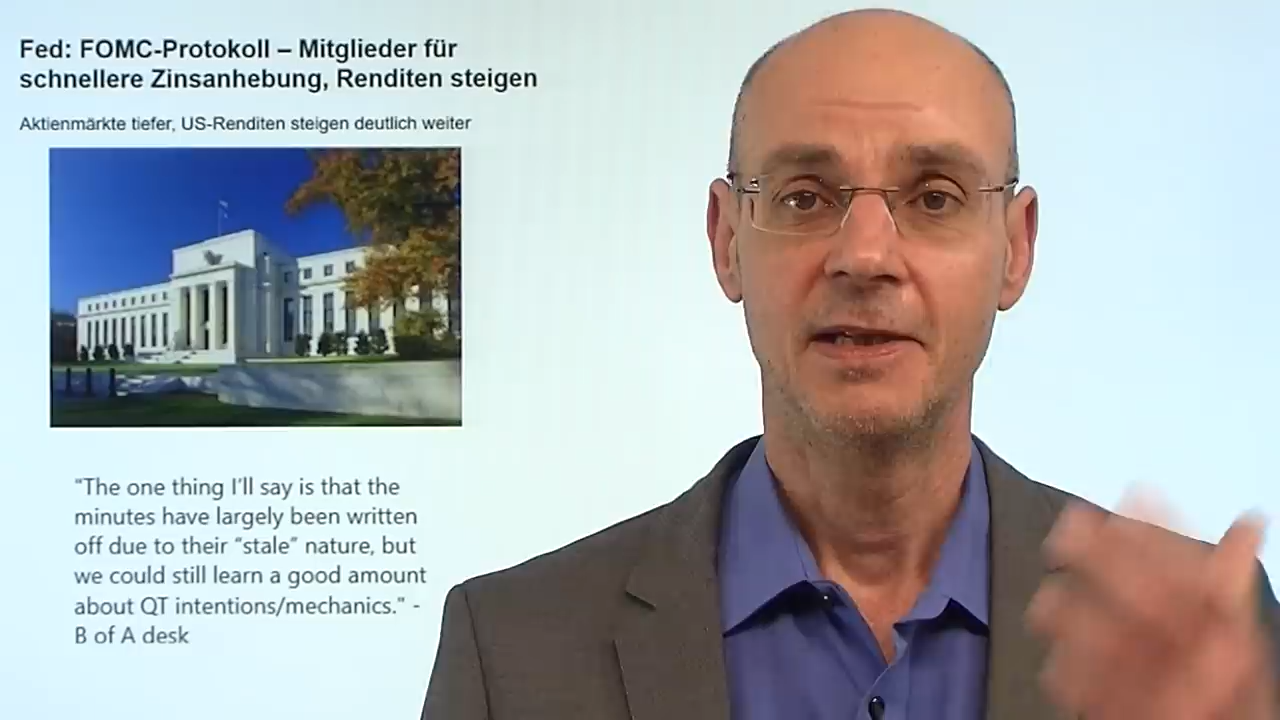 Fed: FOMC-Protokoll – Mitglieder für
schnellere Zinsanhebung, Renditen steigen
Aktienmärkte tiefer, US-Renditen steigen deutlich weiter
“The one thing I’ll say is that the
minutes have largely been written
off due to their “stale” nature, but
we could still learn a good amount
about QT intentions/mechanics." -
B of A desk